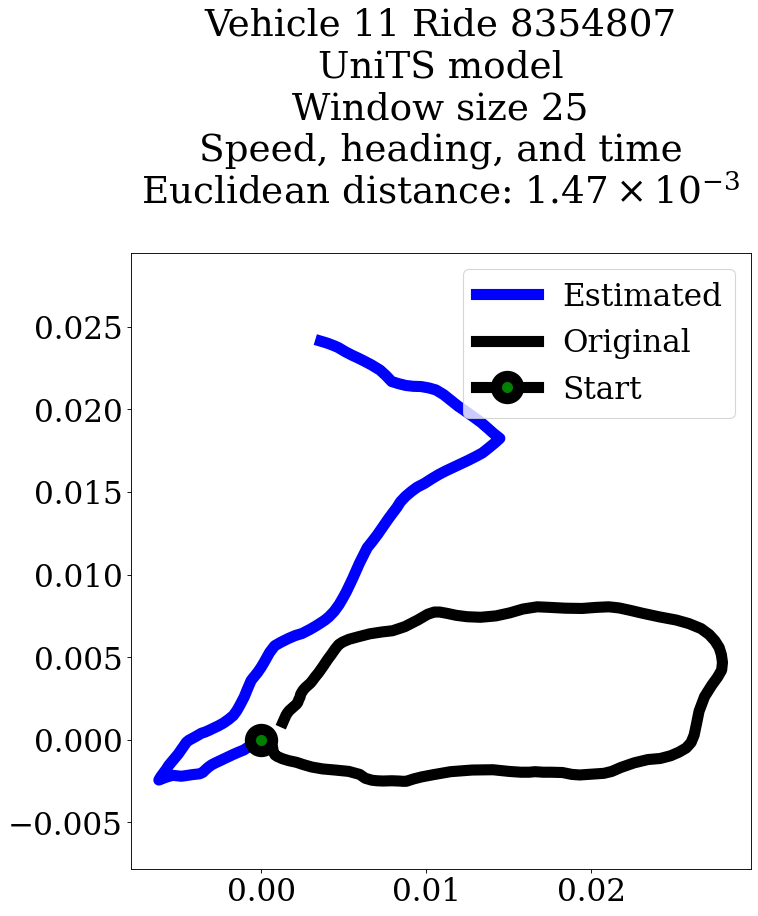 Vehicle 11 Ride 8354807
UniTS model
Window size 25
Speed, heading, and time
Euclidean distance: 1.47 × 10⁻³
Estimated
Original
Start
0.025
0.020
0.015
0.010
0.005
0.000
−0.005
0.00 0.01 0.02